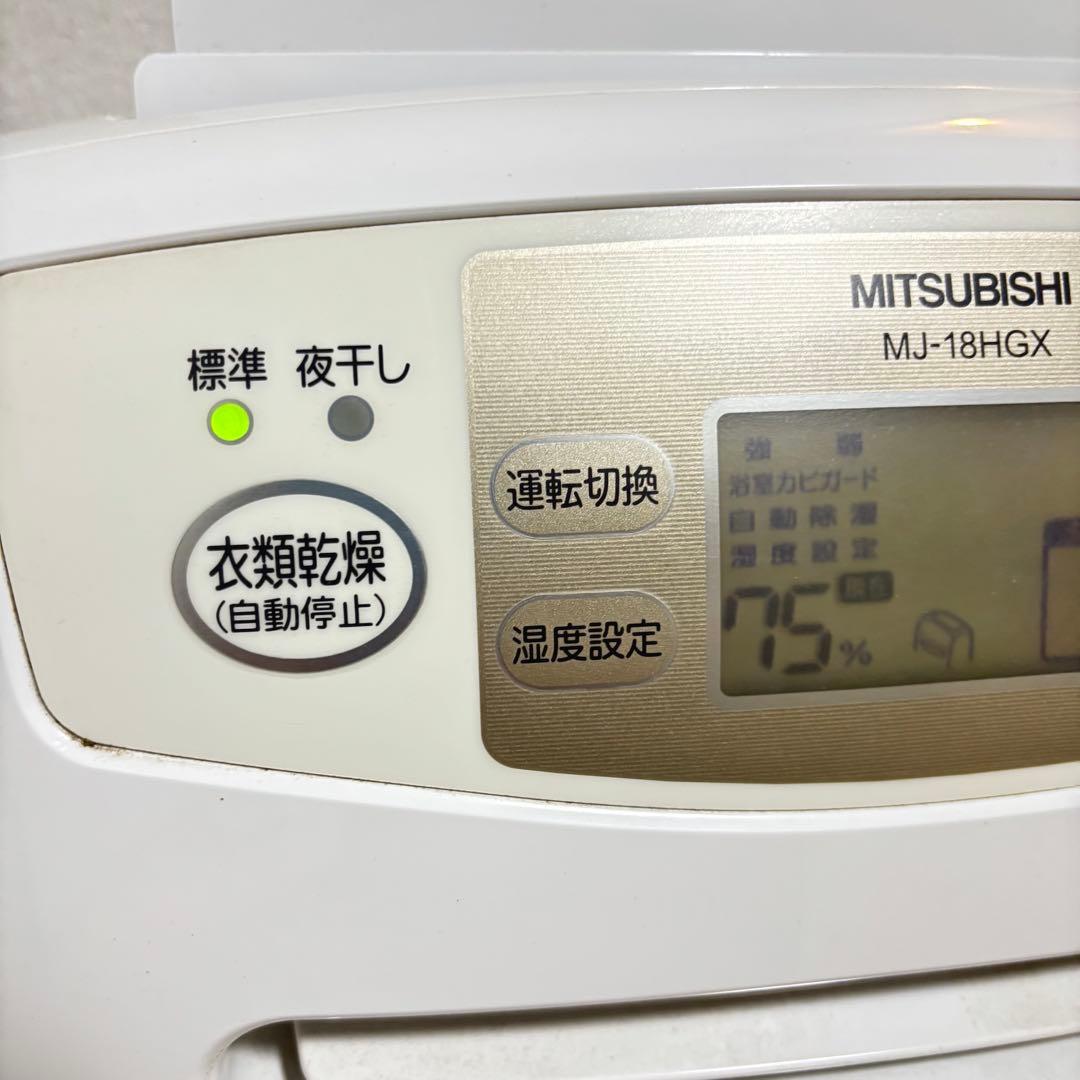 標準 夜干し
衣類乾燥
(自動停止)
運転切換
湿度設定
MITSUBISHI
MJ-18HGX
強 弱
浴室カビガード
自動除湿
湿度設定
現在
75%